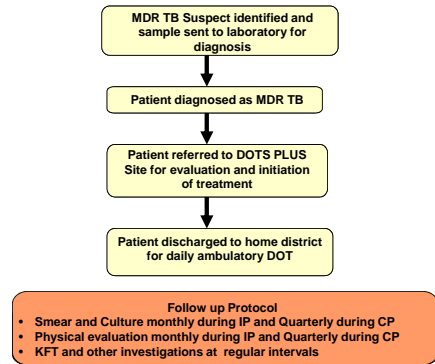 MDR TB Suspect identified and
sample sent to laboratory for
diagnosis
Patient diagnosed as MDR TB
Patient referred to DOTS PLUS
Site for evaluation and initiation
of treatment
Patient discharged to home district
for daily ambulatory DOT
Follow up Protocol
• Smear and Culture monthly during IP and Quarterly during CP
• Physical evaluation monthly during IP and Quarterly during CP
• KFT and other investigations at regular intervals